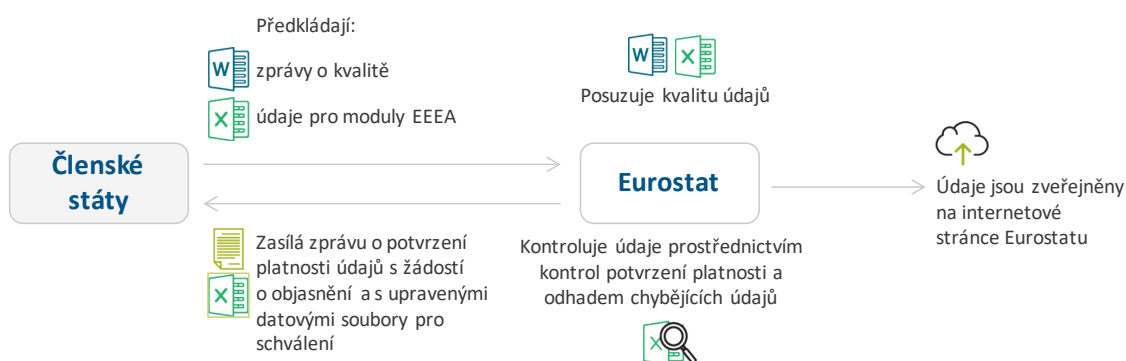 Předkládají:
W
zprávy o kvalitě
X
údaje pro moduly EEEA
Členské
státy
Zasílá zprávu o potvrzení
platnosti údajů s žádostí
o objasnění a s upravenými
datovými soubory pro
schválení
X
W X
Posuzuje kvalitu údajů
Eurostat
Kontroluje údaje prostřednictvím
kontrol potvrzení platnosti a
odhadem chybějících údajů
X
Údaje jsou zveřejněny
na internetové
stránce Eurostatu